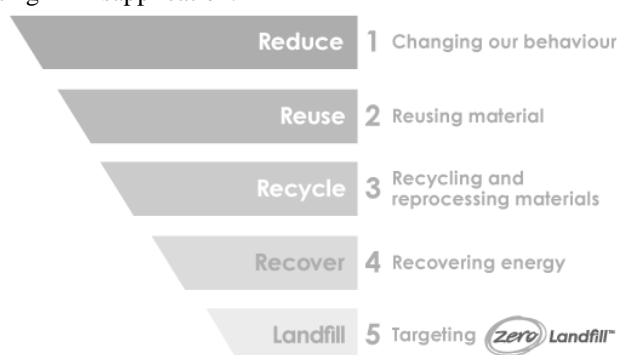 Reduce 1 Changing our behaviour
Reuse 2 Reusing material
Recycle 3 Recycling and
reprocessing materials
Recover 4 Recovering energy
Landfill 5 Targeting zero Landfill™